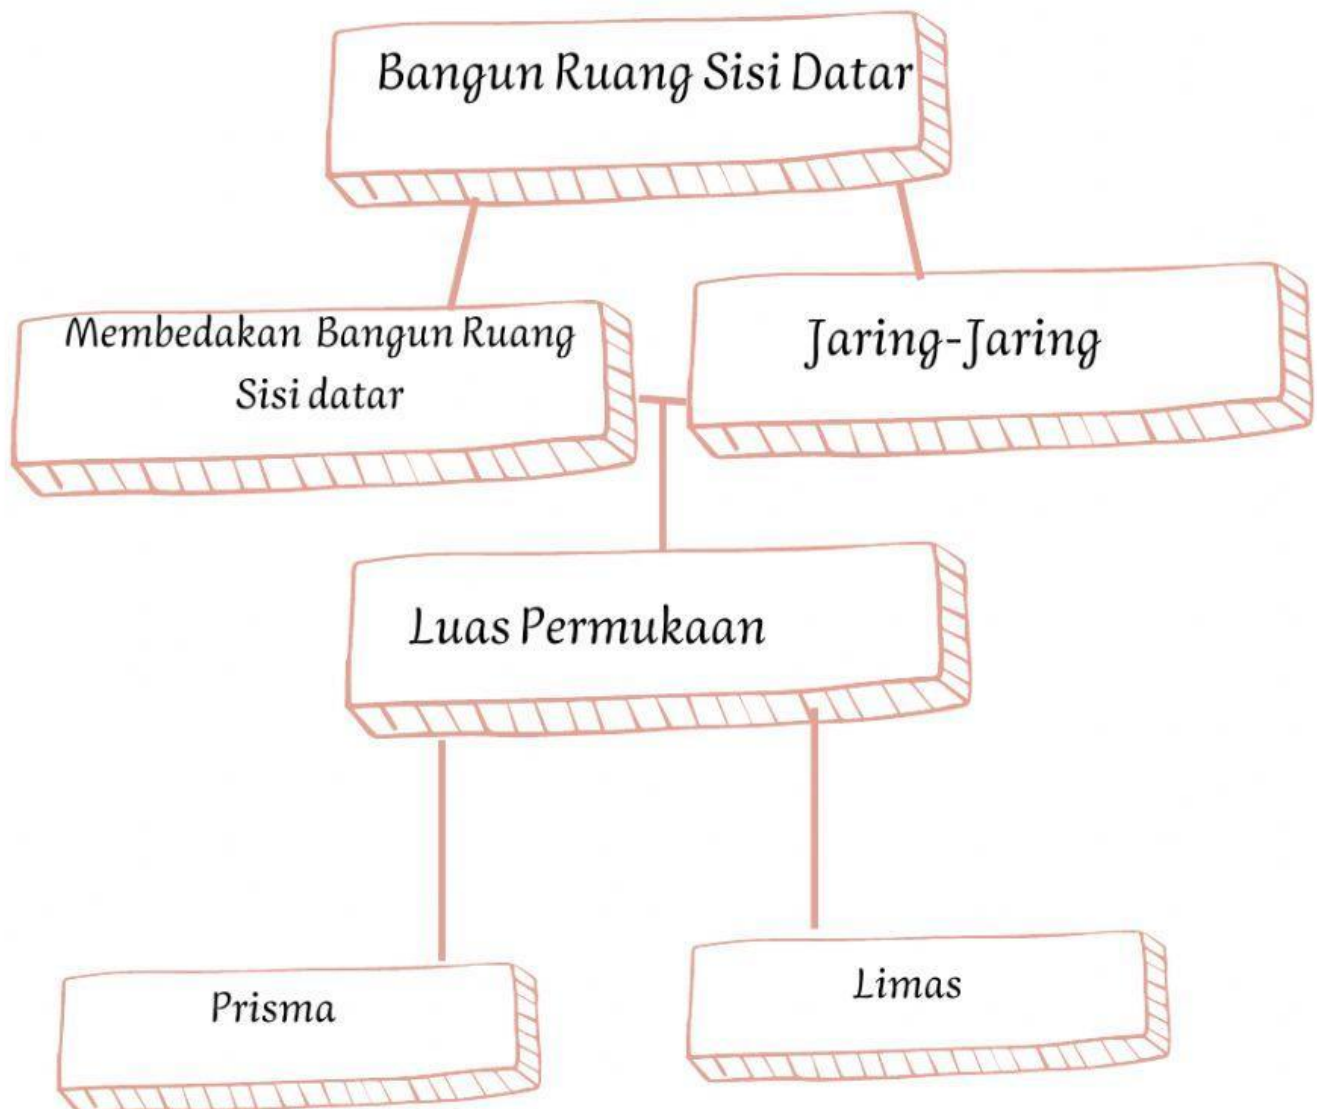 Bangun Ruang Sisi Datar
Membedakan Bangun Ruang
Sisi datar
Jaring-Jaring
Luas Permukaan
Prisma
Limas